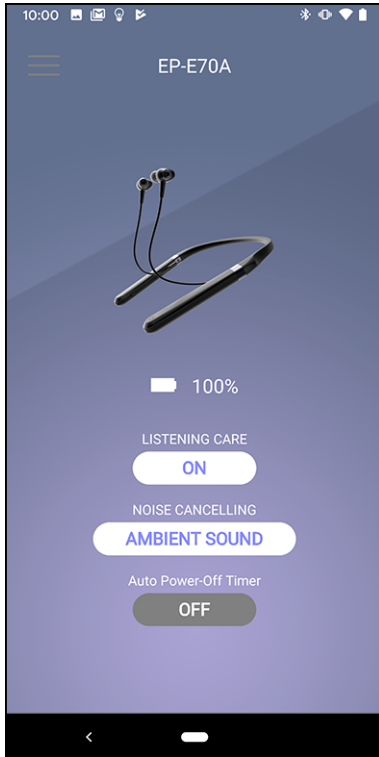 10:00
EP-E70A
100%
LISTENING CARE
ON
NOISE CANCELLING
AMBIENT SOUND
Auto Power-Off Timer
OFF